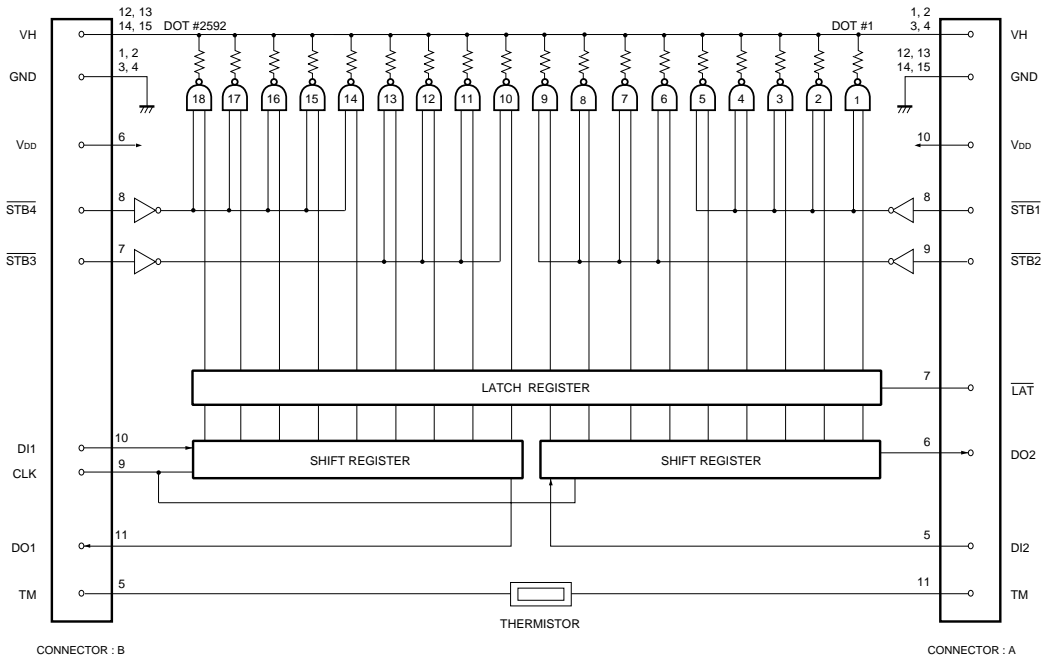 12, 13
14, 15
DOT #2592
DOT #1
1, 2
3, 4
VH
VH
1, 2
3, 4
12, 13
14, 15
GND
GND
18 17 16 15 14 13 12 11 10 9 8 7 6 5 4 3 2 1
6
10
VDD
VDD
8
8
STB4
STB1
7
9
STB3
STB2
LATCH REGISTER
7
LAT
10
6
DI1
SHIFT REGISTER
SHIFT REGISTER
DO2
9
CLK
11
5
DO1
DI2
5
11
TM
TM
THERMISTOR
CONNECTOR : B
CONNECTOR : A